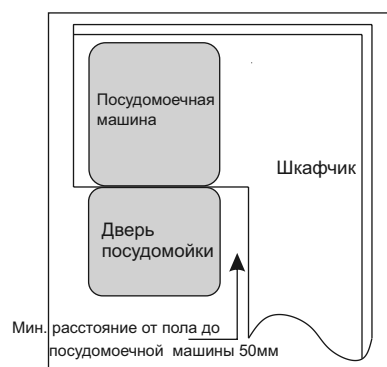 Посудомоечная
машина
Шкафчик
Дверь
посудомойки
Мин. расстояние от пола до
посудомоечной машины 50мм